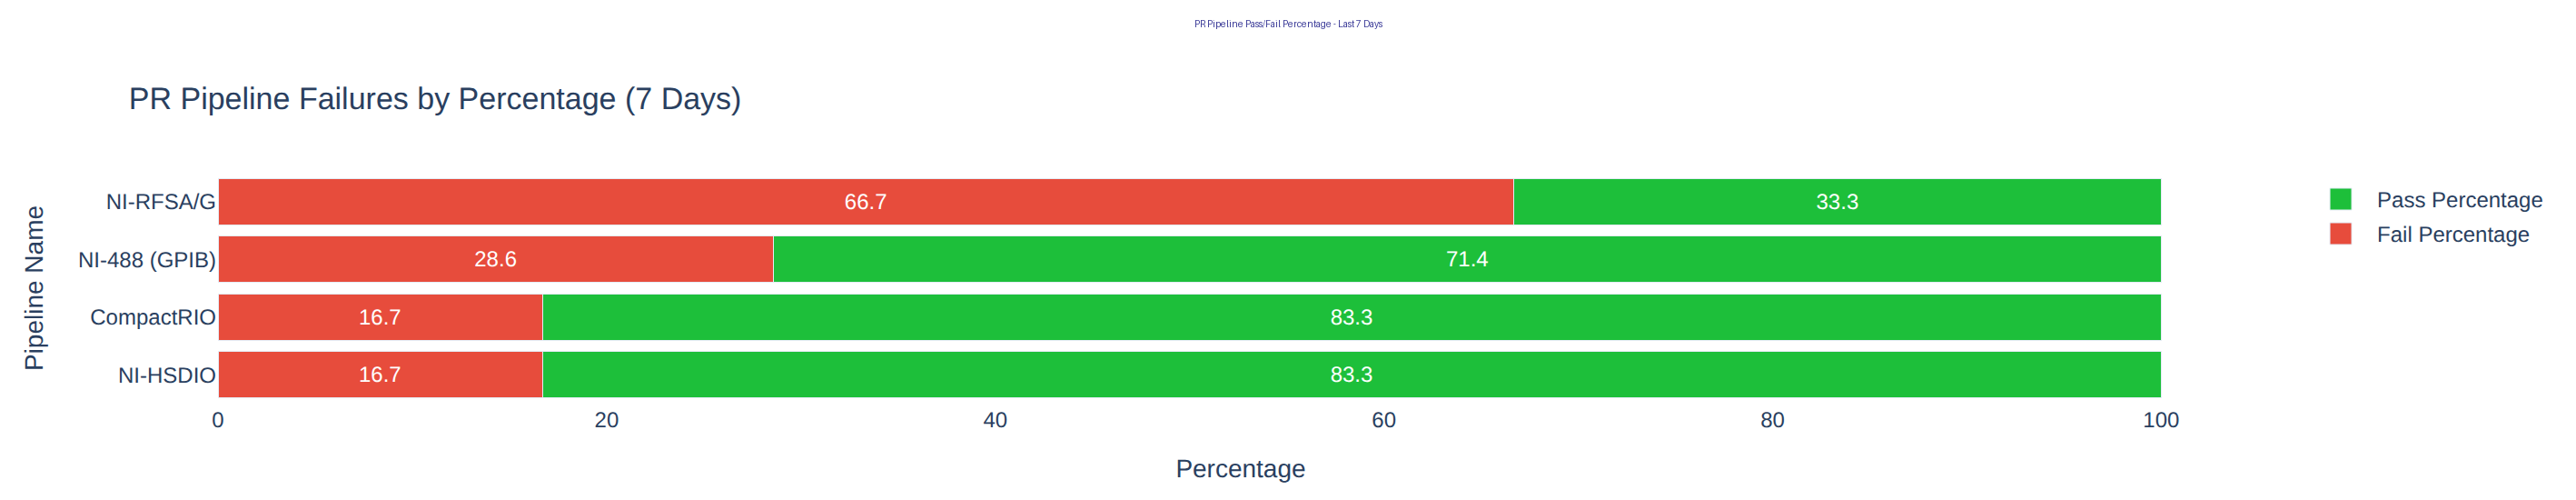 PR Pipeline Pass/Fail Percentage - Last 7 Days
PR Pipeline Failures by Percentage (7 Days)
Pipeline Name
NI-RFSA/G 66.7 33.3
NI-488 (GPIB) 28.6 71.4
CompactRIO 16.7 83.3
NI-HSDIO 16.7 83.3
0 20 40 60 80 100
Percentage
Pass Percentage
Fail Percentage